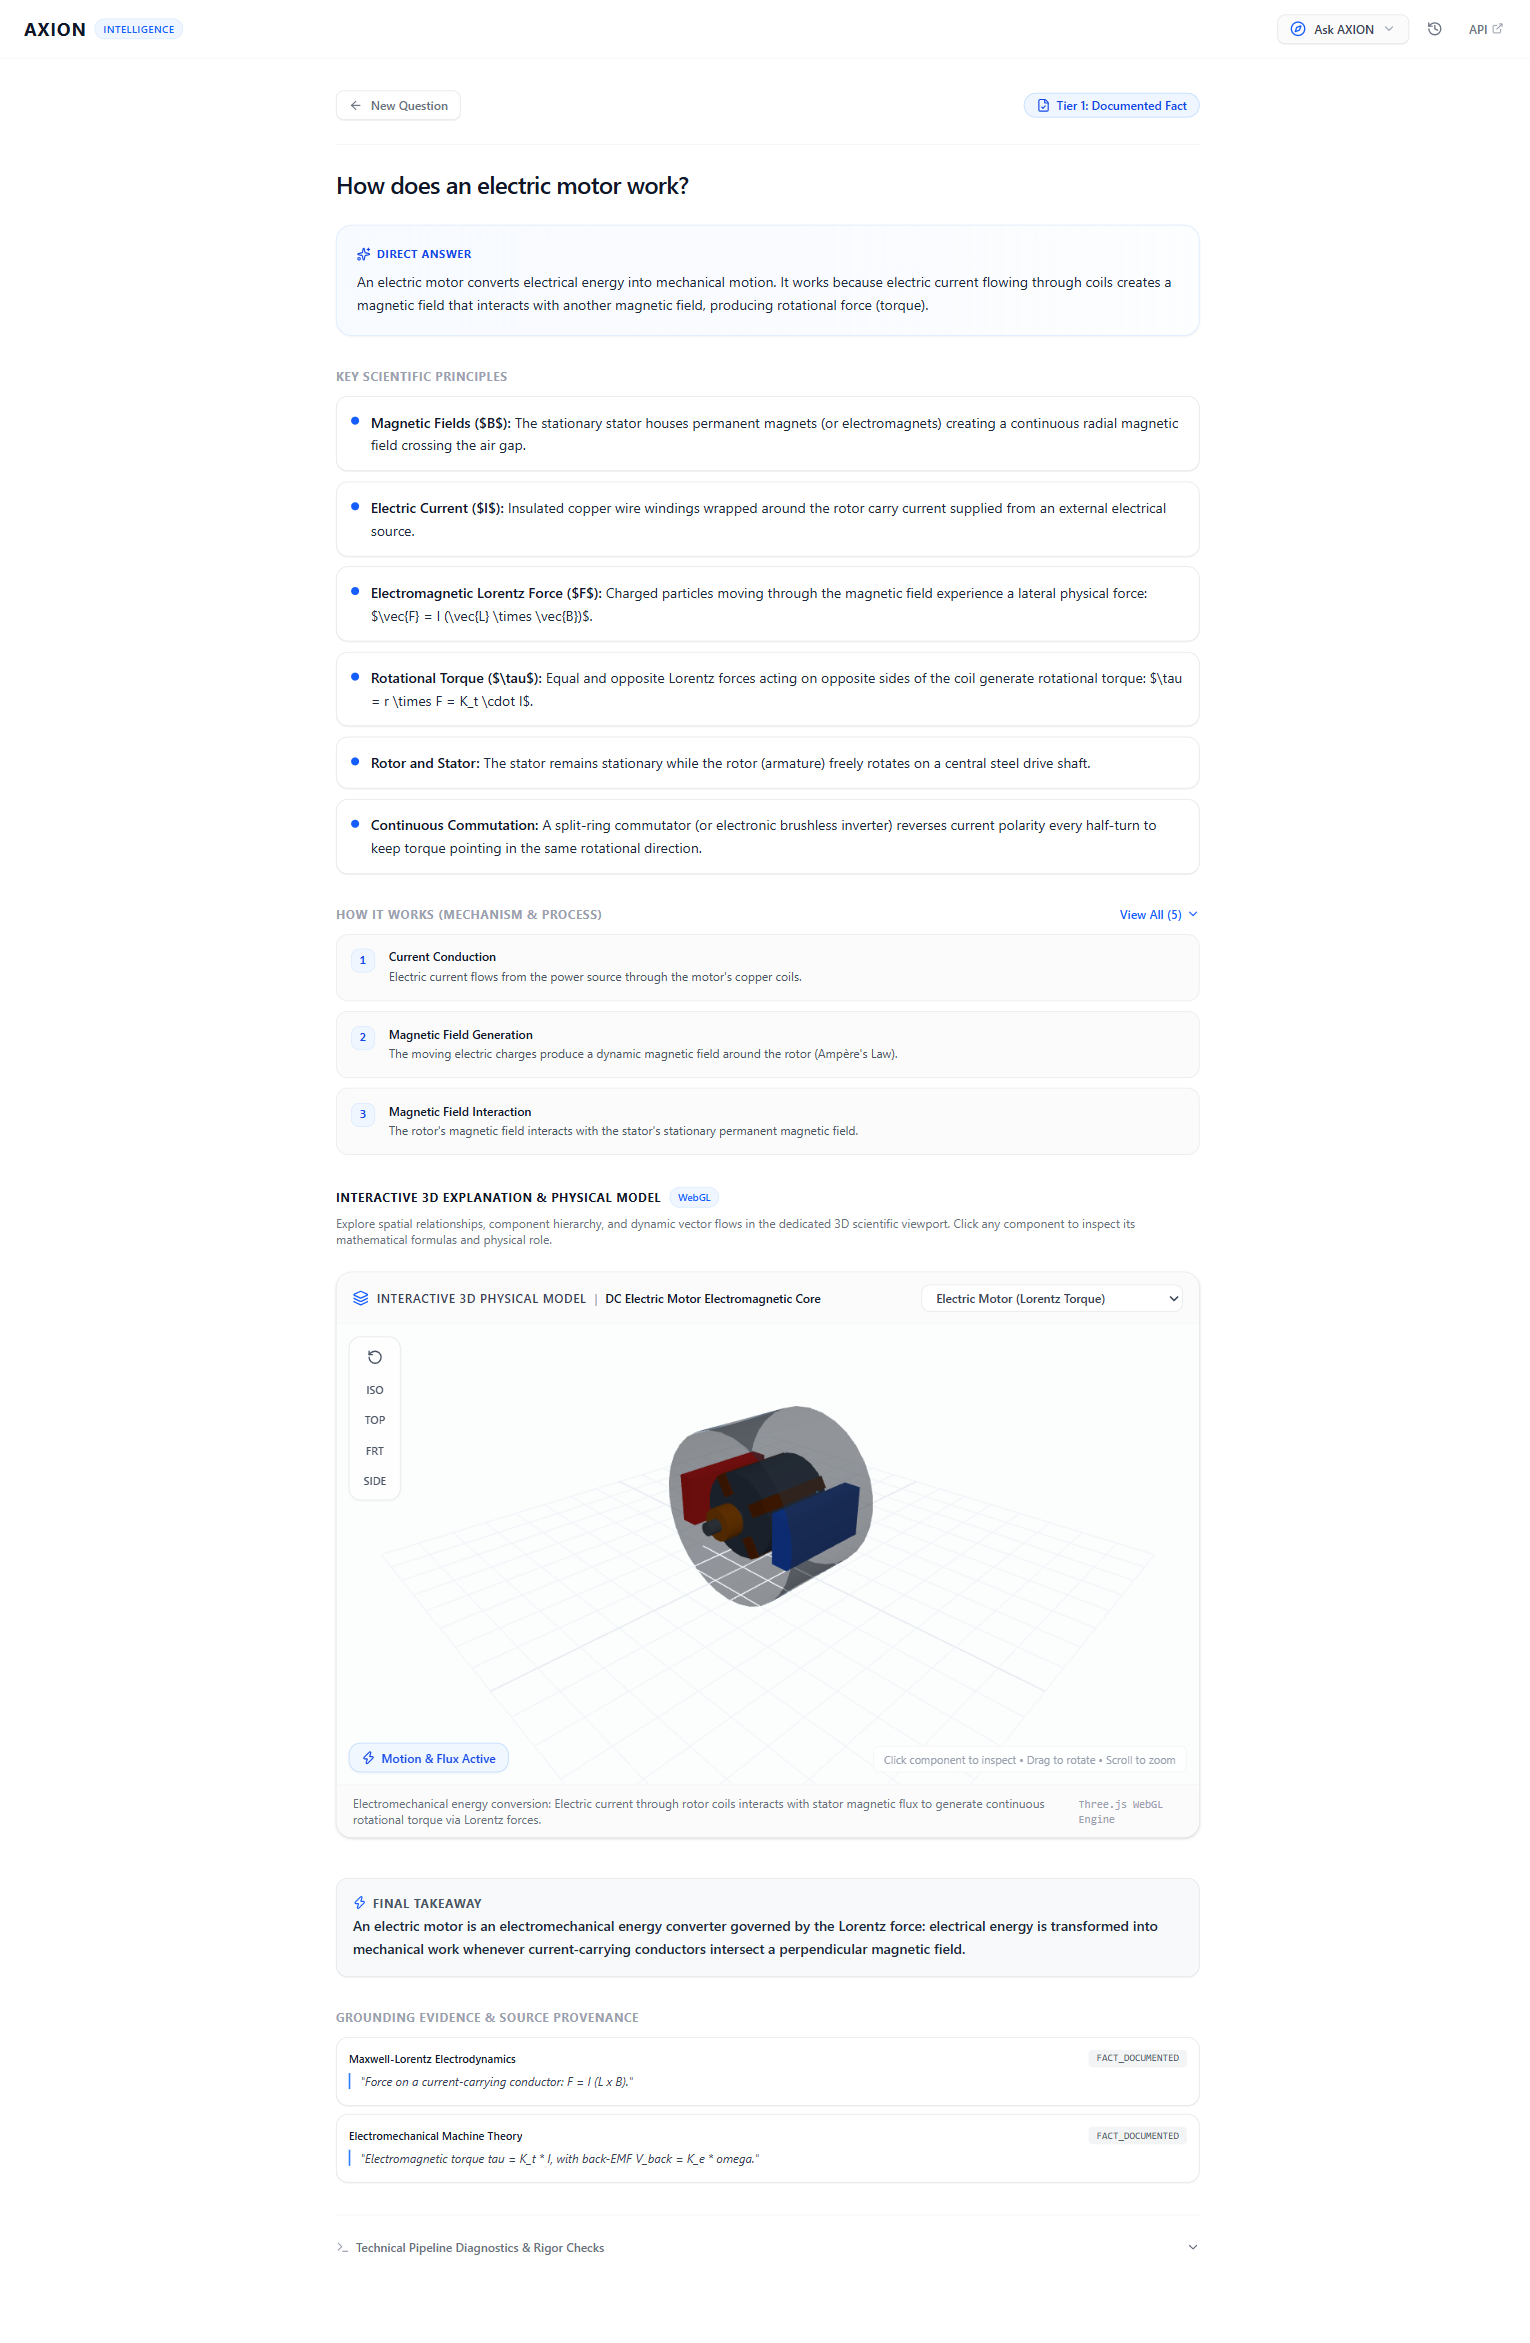 AXION INTELLIGENCE
Ask AXION
API
New Question
Tier 1: Documented Fact
How does an electric motor work?
DIRECT ANSWER
An electric motor converts electrical energy into mechanical motion. It works because electric current flowing through coils creates a
magnetic field that interacts with another magnetic field, producing rotational force (torque).
KEY SCIENTIFIC PRINCIPLES
Magnetic Fields ($B$): The stationary stator houses permanent magnets (or electromagnets) creating a continuous radial magnetic
field crossing the air gap.
Electric Current ($I$): Insulated copper wire windings wrapped around the rotor carry current supplied from an external electrical
source.
Electromagnetic Lorentz Force ($F$): Charged particles moving through the magnetic field experience a lateral physical force:
$\vec{F} = I (\vec{L} \times \vec{B})$.
Rotational Torque ($\tau$): Equal and opposite Lorentz forces acting on opposite sides of the coil generate rotational torque: $\tau
= r \times F = K_t \cdot I$.
Rotor and Stator: The stator remains stationary while the rotor (armature) freely rotates on a central steel drive shaft.
Continuous Commutation: A split-ring commutator (or electronic brushless inverter) reverses current polarity every half-turn to
keep torque pointing in the same rotational direction.
HOW IT WORKS (MECHANISM & PROCESS)
View All (5)
1
Current Conduction
Electric current flows from the power source through the motor's copper coils.
2
Magnetic Field Generation
The moving electric charges produce a dynamic magnetic field around the rotor (Ampère's Law).
3
Magnetic Field Interaction
The rotor's magnetic field interacts with the stator's stationary permanent magnetic field.
INTERACTIVE 3D EXPLANATION & PHYSICAL MODEL WebGL
Explore spatial relationships, component hierarchy, and dynamic vector flows in the dedicated 3D scientific viewport. Click any component to inspect its
mathematical formulas and physical role.
INTERACTIVE 3D PHYSICAL MODEL | DC Electric Motor Electromagnetic Core
Electric Motor (Lorentz Torque)
ISO
TOP
FRT
SIDE
Motion & Flux Active
Click component to inspect • Drag to rotate • Scroll to zoom
Electromechanical energy conversion: Electric current through rotor coils interacts with stator magnetic flux to generate continuous
rotational torque via Lorentz forces.
Three.js WebGL
Engine
FINAL TAKEAWAY
An electric motor is an electromechanical energy converter governed by the Lorentz force: electrical energy is transformed into
mechanical work whenever current-carrying conductors intersect a perpendicular magnetic field.
GROUNDING EVIDENCE & SOURCE PROVENANCE
Maxwell-Lorentz Electrodynamics
FACT_DOCUMENTED
"Force on a current-carrying conductor: F = I (L x B)."
Electromechanical Machine Theory
FACT_DOCUMENTED
"Electromagnetic torque tau = K_t * I, with back-EMF V_back = K_e * omega."
Technical Pipeline Diagnostics & Rigor Checks